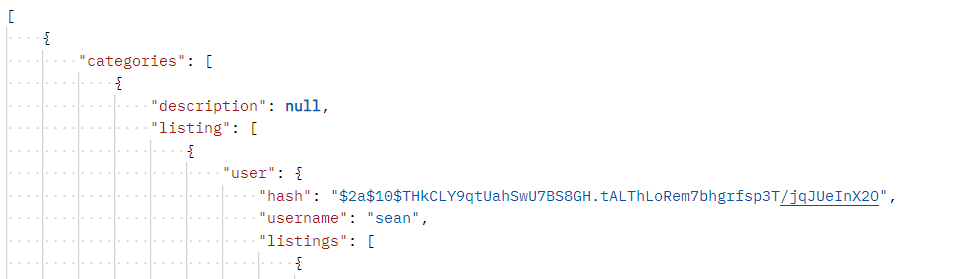 [
{
"categories": [
{
"description": null,
"listing": [
{
"user": {
"hash": "$2a$10$THkCLY9qtUahSwU7BS8GH.tALThLoRem7bhgrfsp3T/jqJUeInX2O",
"username": "sean",
"listings": [
{